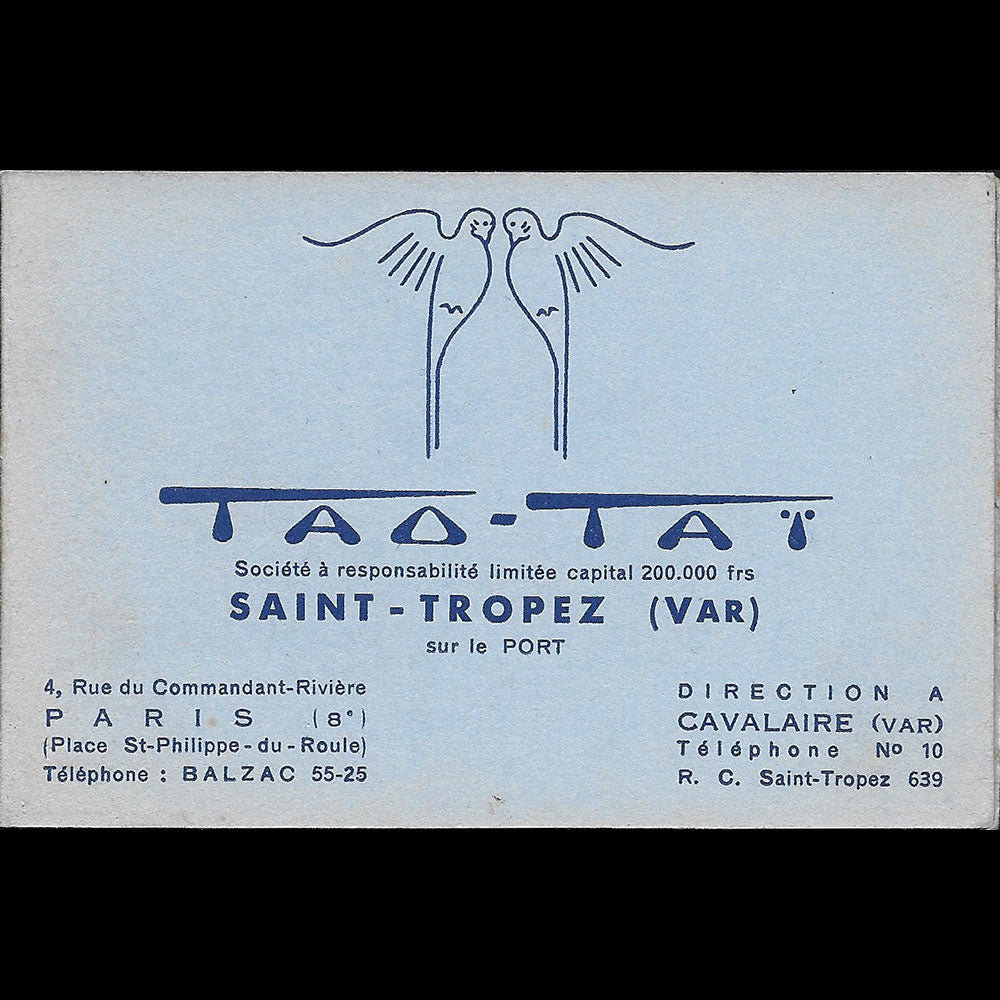 TAO-TAÏ
Société à responsabilité limitée capital 200.000 frs
SAINT-TROPEZ (VAR)
sur le PORT
4, Rue du Commandant-Rivière
PARIS (8°)
(Place St-Philippe-du-Roule)
Téléphone : BALZAC 55-25
DIRECTION A
CAVALAIRE (VAR)
Téléphone No 10
R. C. Saint-Tropez 639